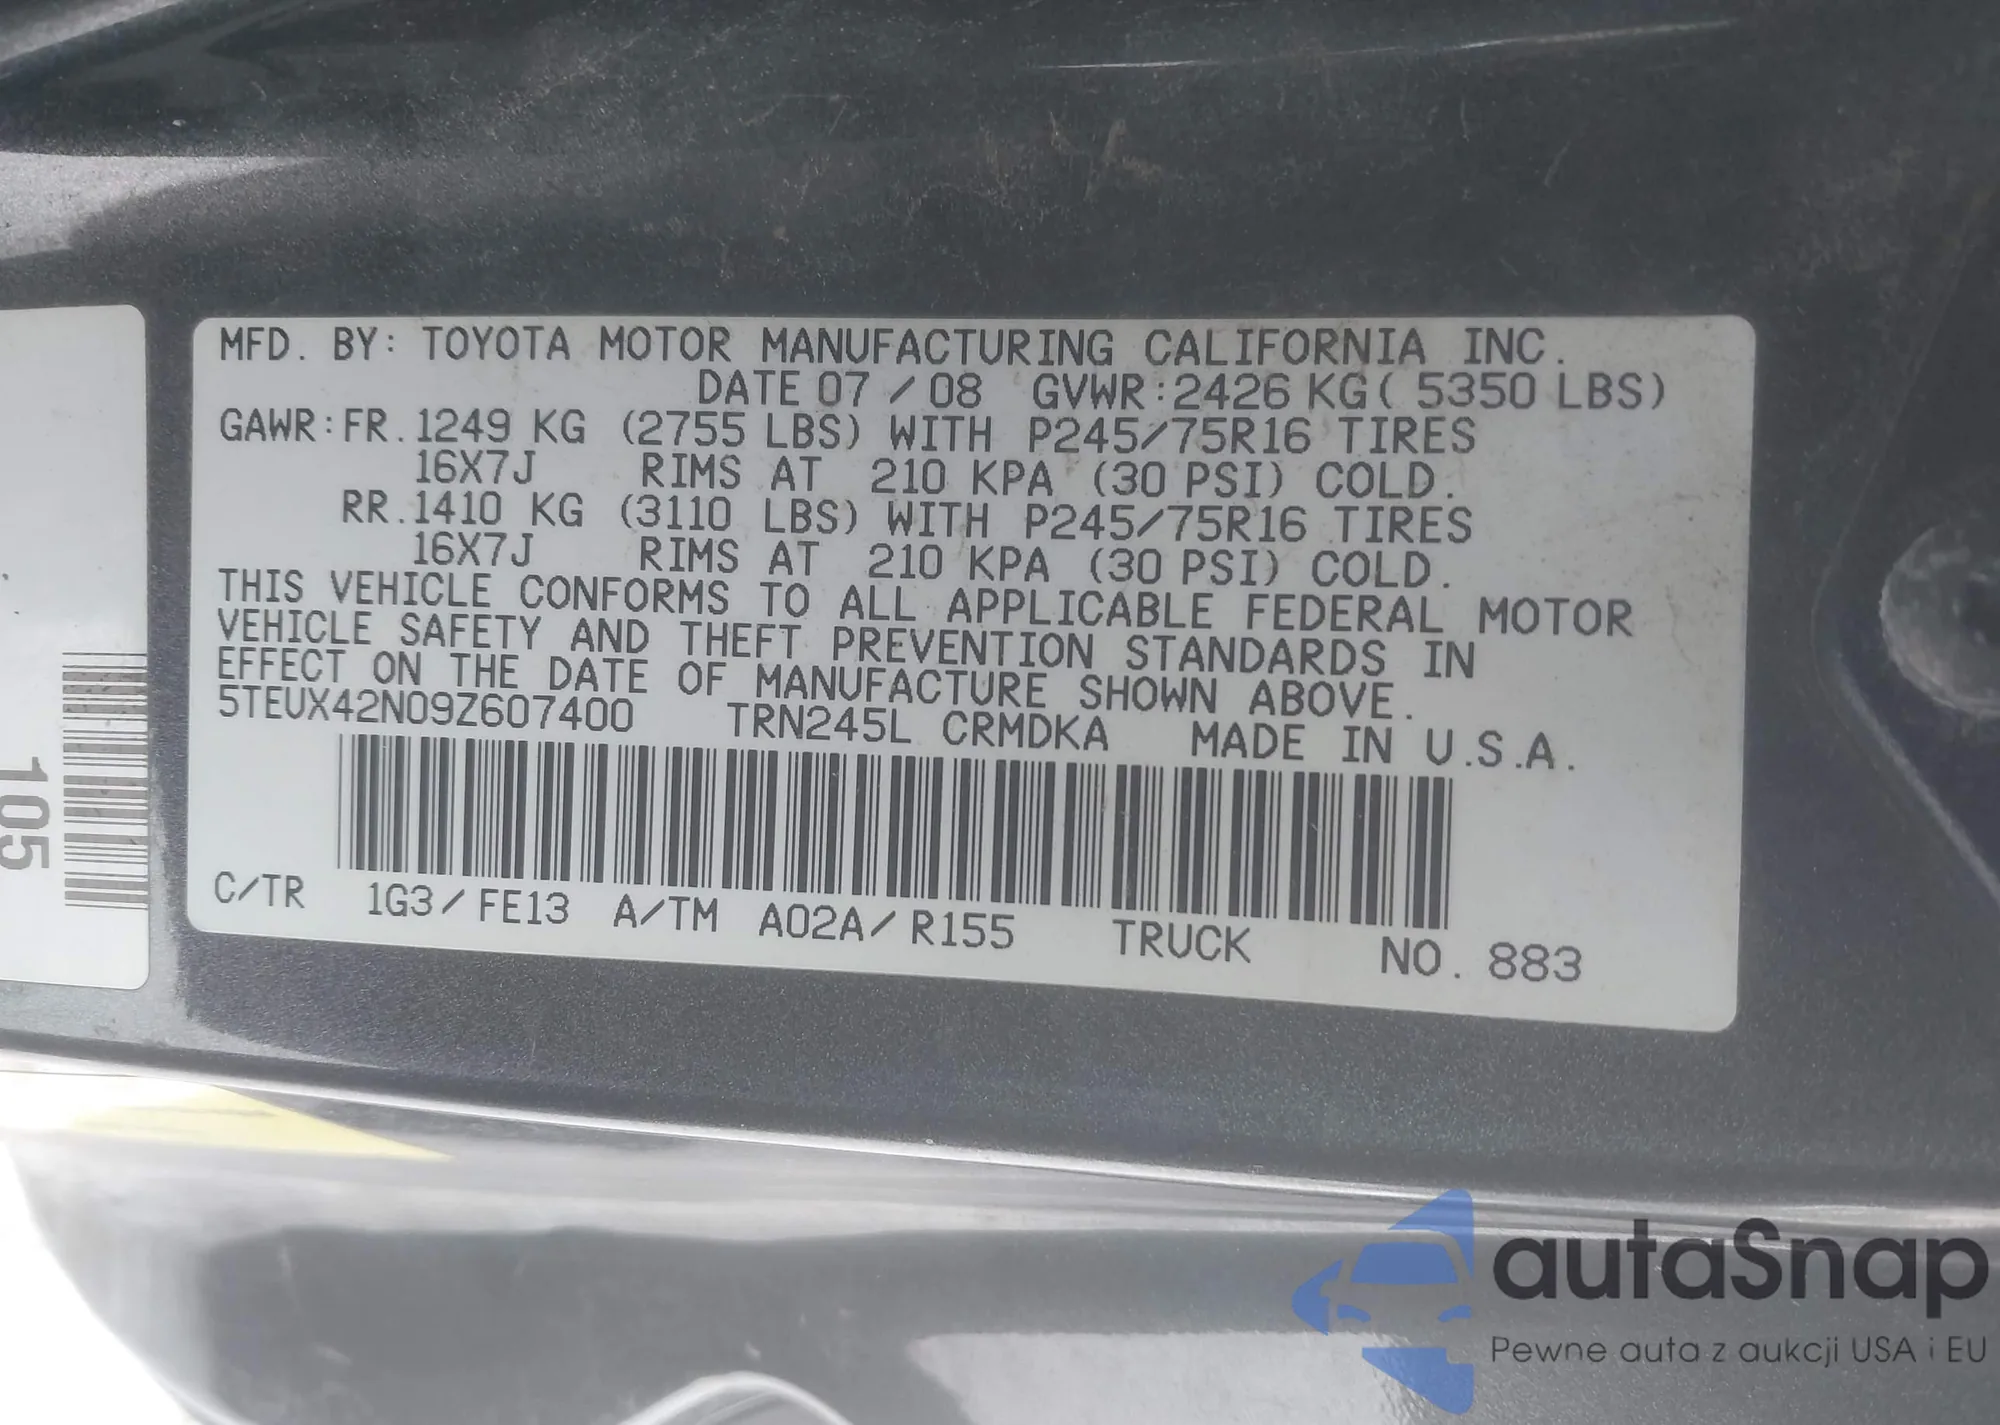 MFD. BY: TOYOTA MOTOR MANUFACTURING CALIFORNIA INC.
DATE 07 / 08 GVWR: 2426 KG ( 5350 LBS)
GAWR: FR. 1249 KG (2755 LBS) WITH P245/75R16 TIRES
16X7J RIMS AT 210 KPA (30 PSI) COLD.
RR. 1410 KG (3110 LBS) WITH P245/75R16 TIRES
16X7J RIMS AT 210 KPA (30 PSI) COLD.
THIS VEHICLE CONFORMS TO ALL APPLICABLE FEDERAL MOTOR
VEHICLE SAFETY AND THEFT PREVENTION STANDARDS IN
EFFECT ON THE DATE OF MANUFACTURE SHOWN ABOVE.
5TEUX42N09Z607400 TRN245L CRMDKA MADE IN U.S.A.
C/TR 1G3/FE13 A/TM A02A/R155 TRUCK NO. 883
105
autaSnap
Pewne auta z aukcji USA i EU